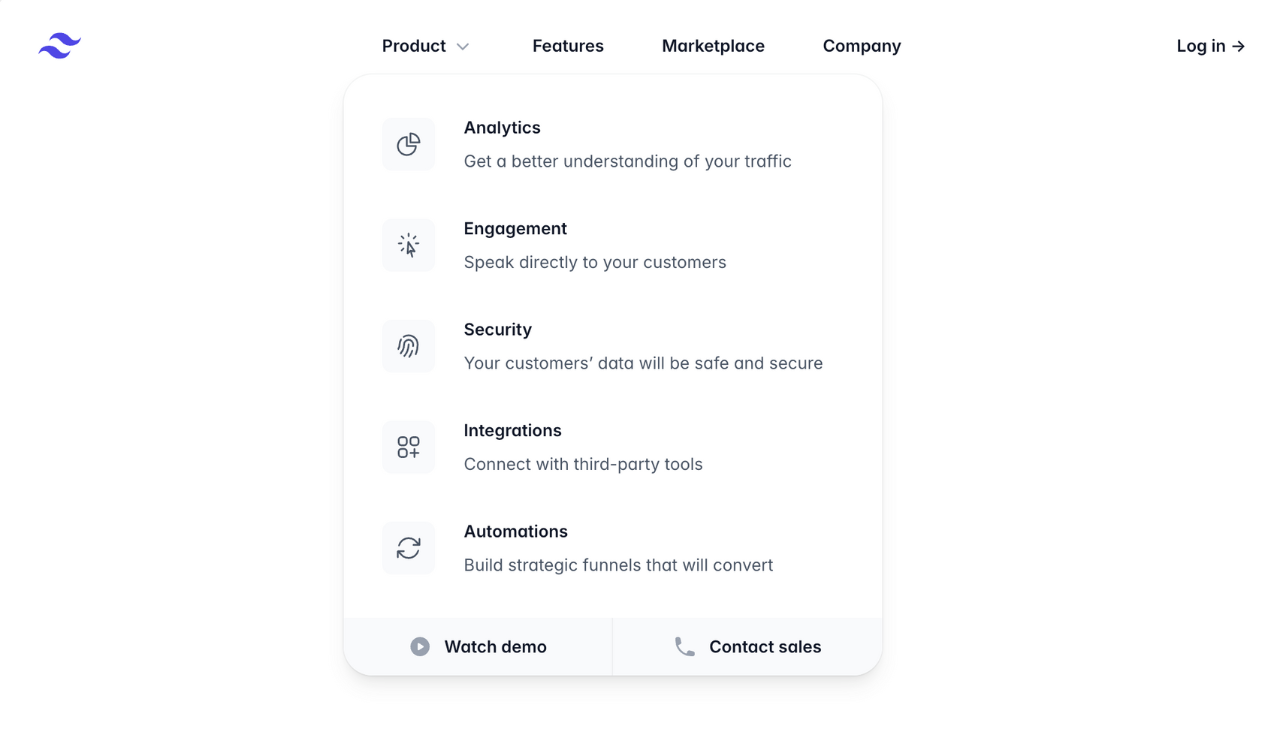 Product Features Marketplace Company Log in →
Analytics
Get a better understanding of your traffic
Engagement
Speak directly to your customers
Security
Your customers’ data will be safe and secure
Integrations
Connect with third-party tools
Automations
Build strategic funnels that will convert
Watch demo Contact sales